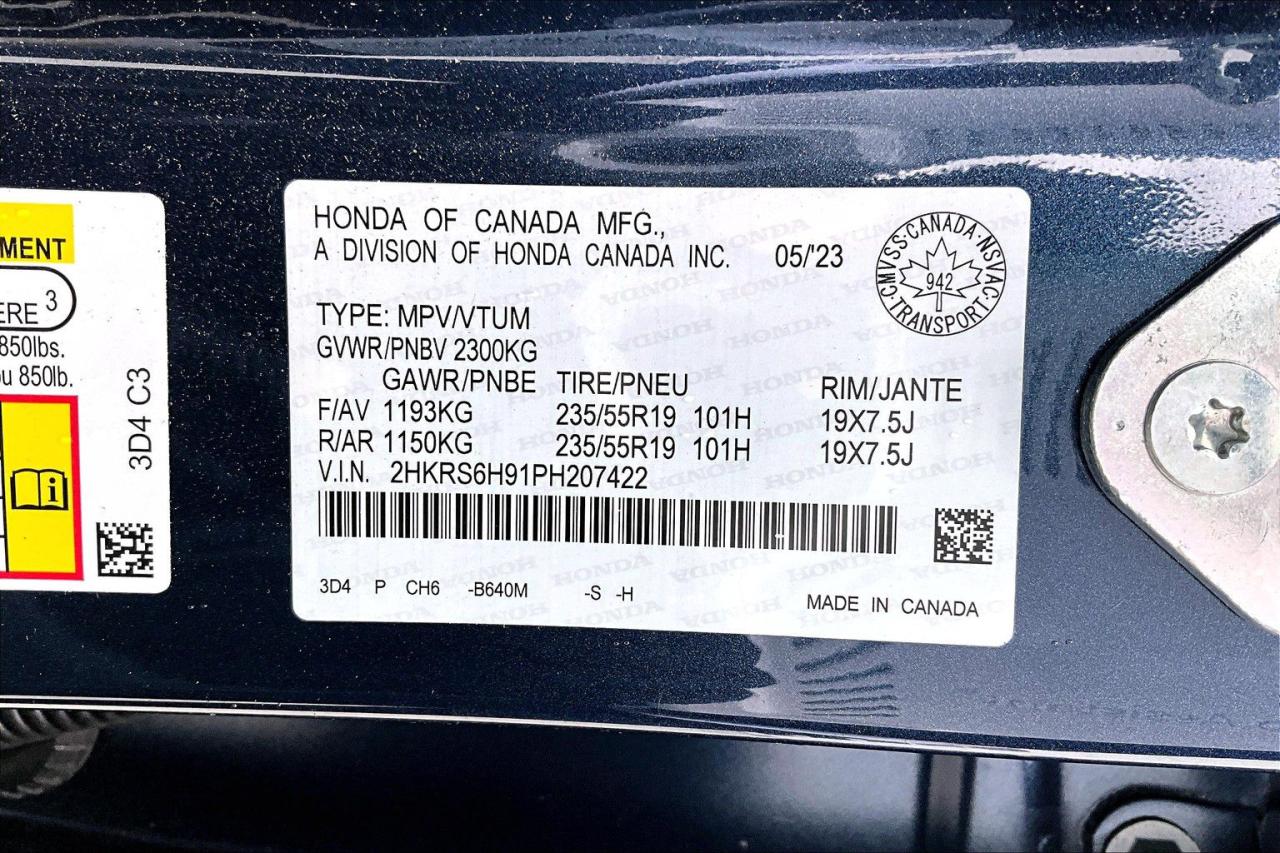 MENT
ERE 3
850lbs.
ou 850lb.
3D4 C3
HONDA OF CANADA MFG.,
A DIVISION OF HONDA CANADA INC. 05/'23
CMVSS·CANADA·NSVAC·TRANSPORT·
942
TYPE: MPV/VTUM
GVWR/PNBV 2300KG
GAWR/PNBE TIRE/PNEU RIM/JANTE
F/AV 1193KG 235/55R19 101H 19X7.5J
R/AR 1150KG 235/55R19 101H 19X7.5J
V.I.N. 2HKRS6H91PH207422
3D4 P CH6 -B640M -S -H
MADE IN CANADA